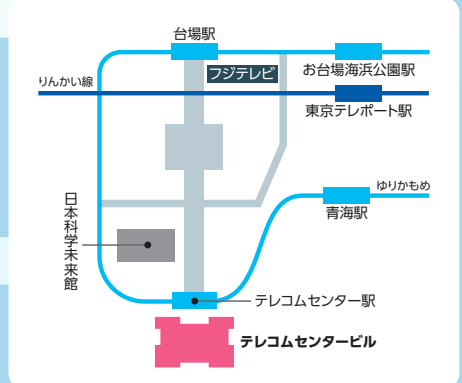 台場駅
フジテレビ
お台場海浜公園駅
りんかい線
東京テレポート駅
ゆりかもめ
青海駅
日本科学未来館
テレコムセンター駅
テレコムセンタービル